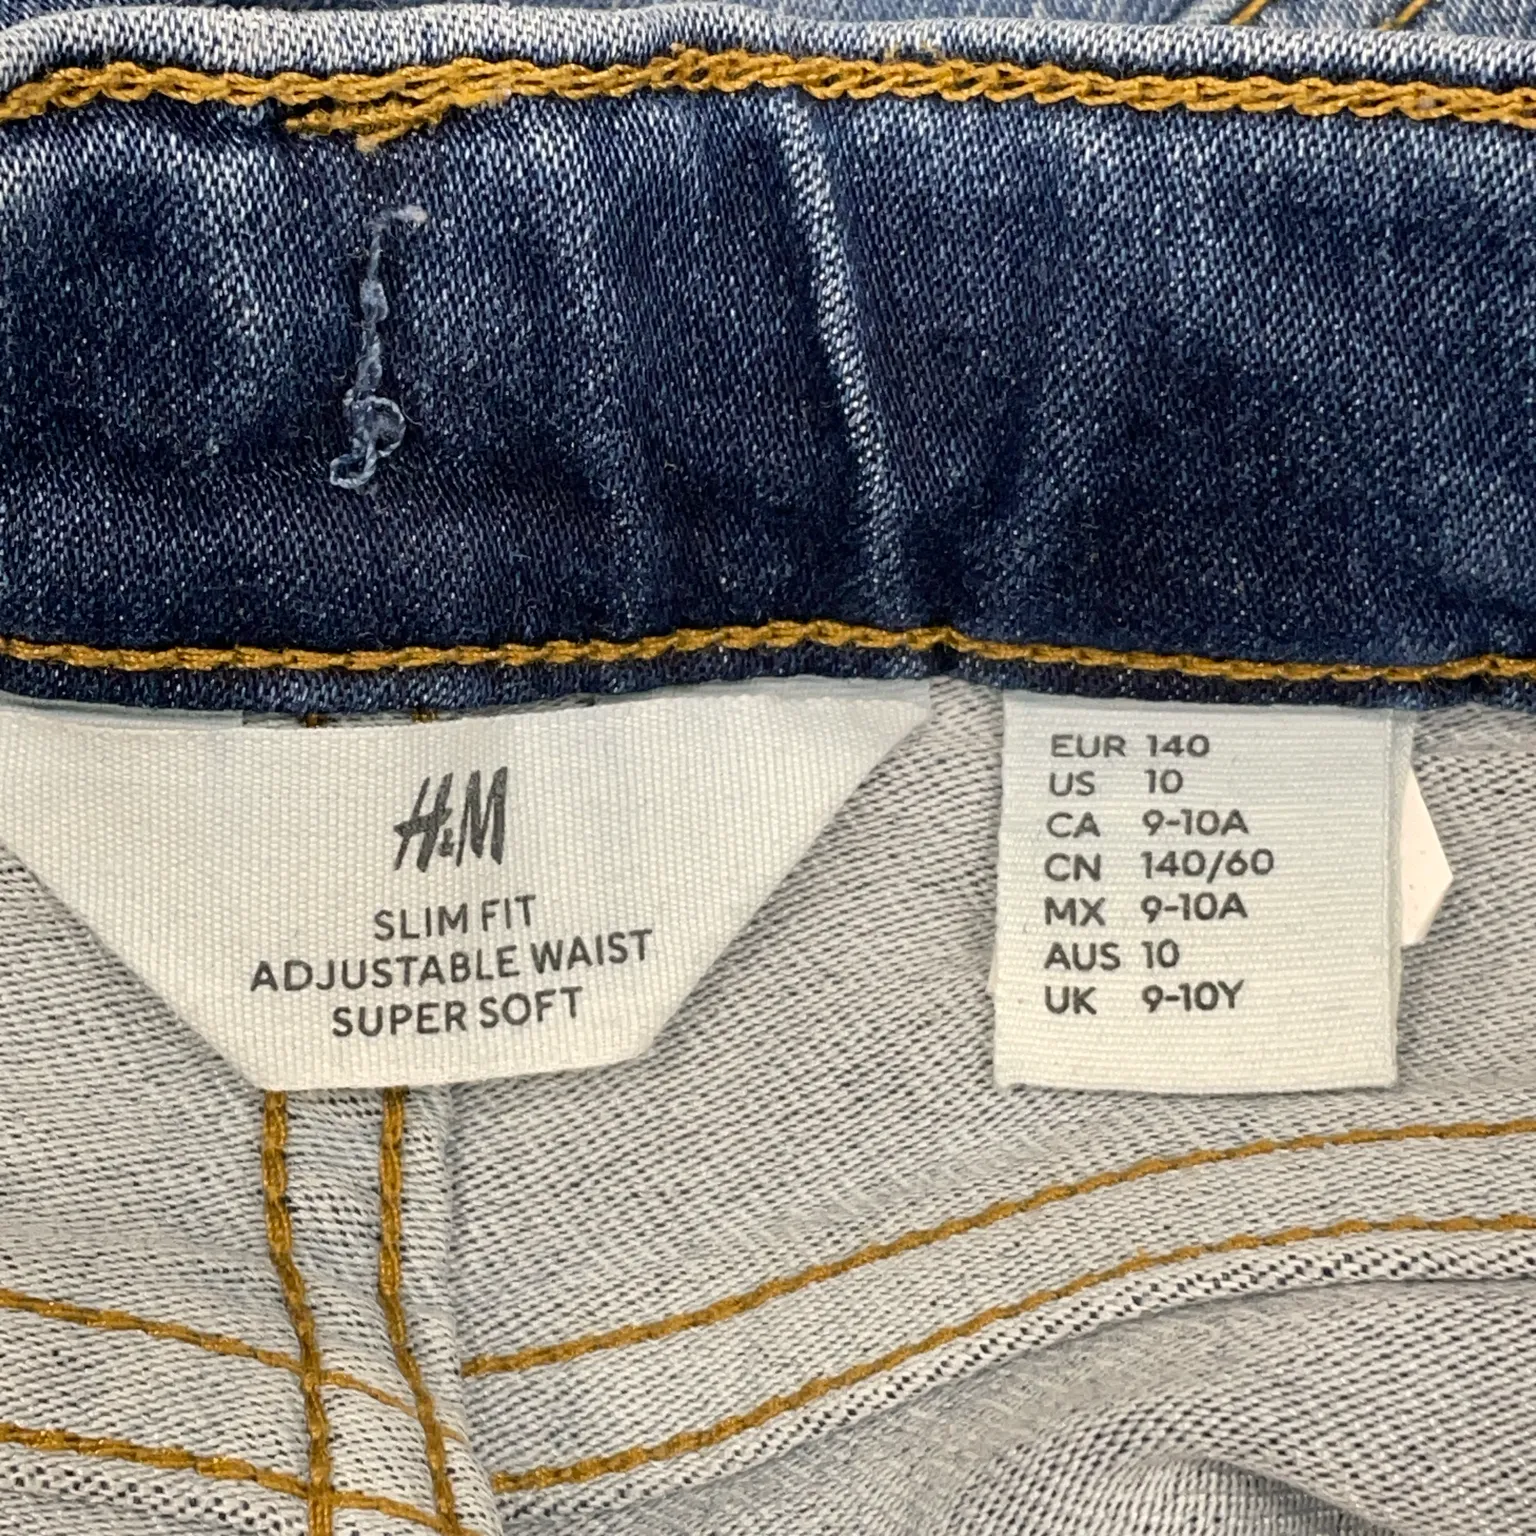 H&M
SLIM FIT
ADJUSTABLE WAIST
SUPER SOFT
EUR 140
US 10
CA 9-10A
CN 140/60
MX 9-10A
AUS 10
UK 9-10Y